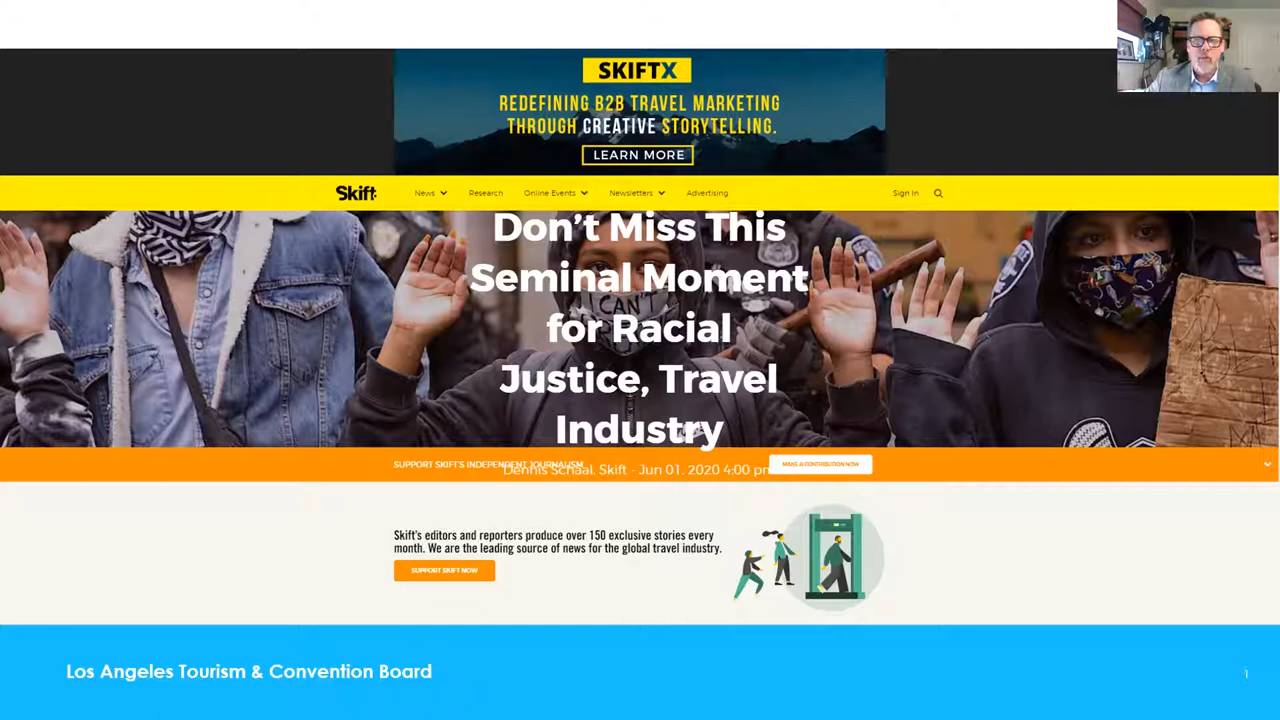 SKIFTX
REDEFINING B2B TRAVEL MARKETING
THROUGH CREATIVE STORYTELLING.
LEARN MORE
Skift
News
Research
Online Events
Newsletters
Advertising
Sign In
Don't Miss This
Seminal Moment
for Racial
Justice, Travel
Industry
I CAN'T
SUPPORT SKIFT'S INDEPENDENT JOURNALISM
MAKE A CONTRIBUTION NOW
Dennis Schaal, Skift - Jun 01, 2020 4:00 pm
Skift's editors and reporters produce over 150 exclusive stories every
month. We are the leading source of news for the global travel industry.
SUPPORT SKIFT NOW
Los Angeles Tourism & Convention Board
1